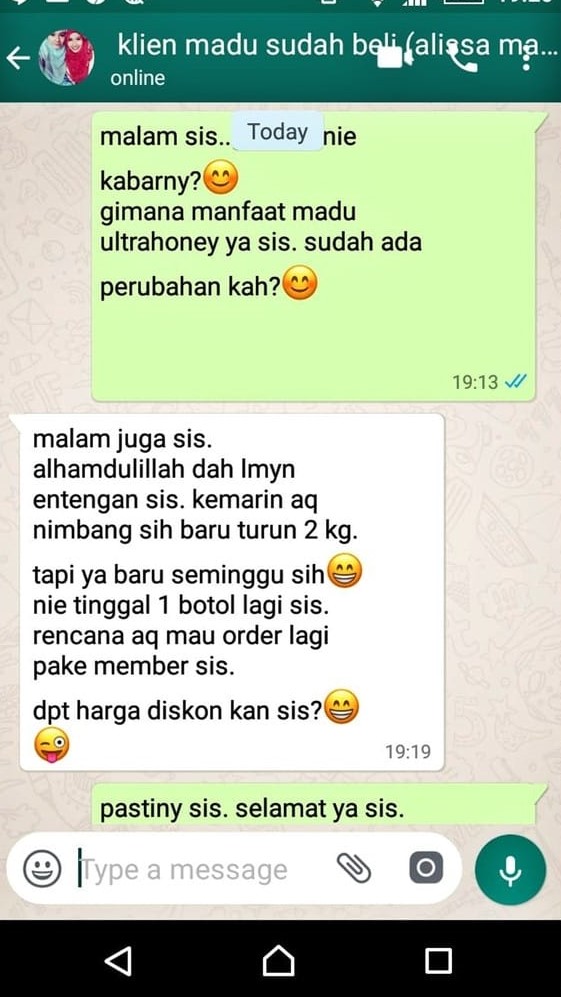 klien madu sudah beli (alissa ma...
online
Today
malam sis.. nie
kabarny?😊
gimana manfaat madu
ultrahoney ya sis. sudah ada
perubahan kah?😊
19:13
malam juga sis.
alhamdulillah dah lmyn
entengan sis. kemarin aq
nimbang sih baru turun 2 kg.
tapi ya baru seminggu sih😁
nie tinggal 1 botol lagi sis.
rencana aq mau order lagi
pake member sis.
dpt harga diskon kan sis?😁
😜
19:19
pastiny sis. selamat ya sis.
Type a message